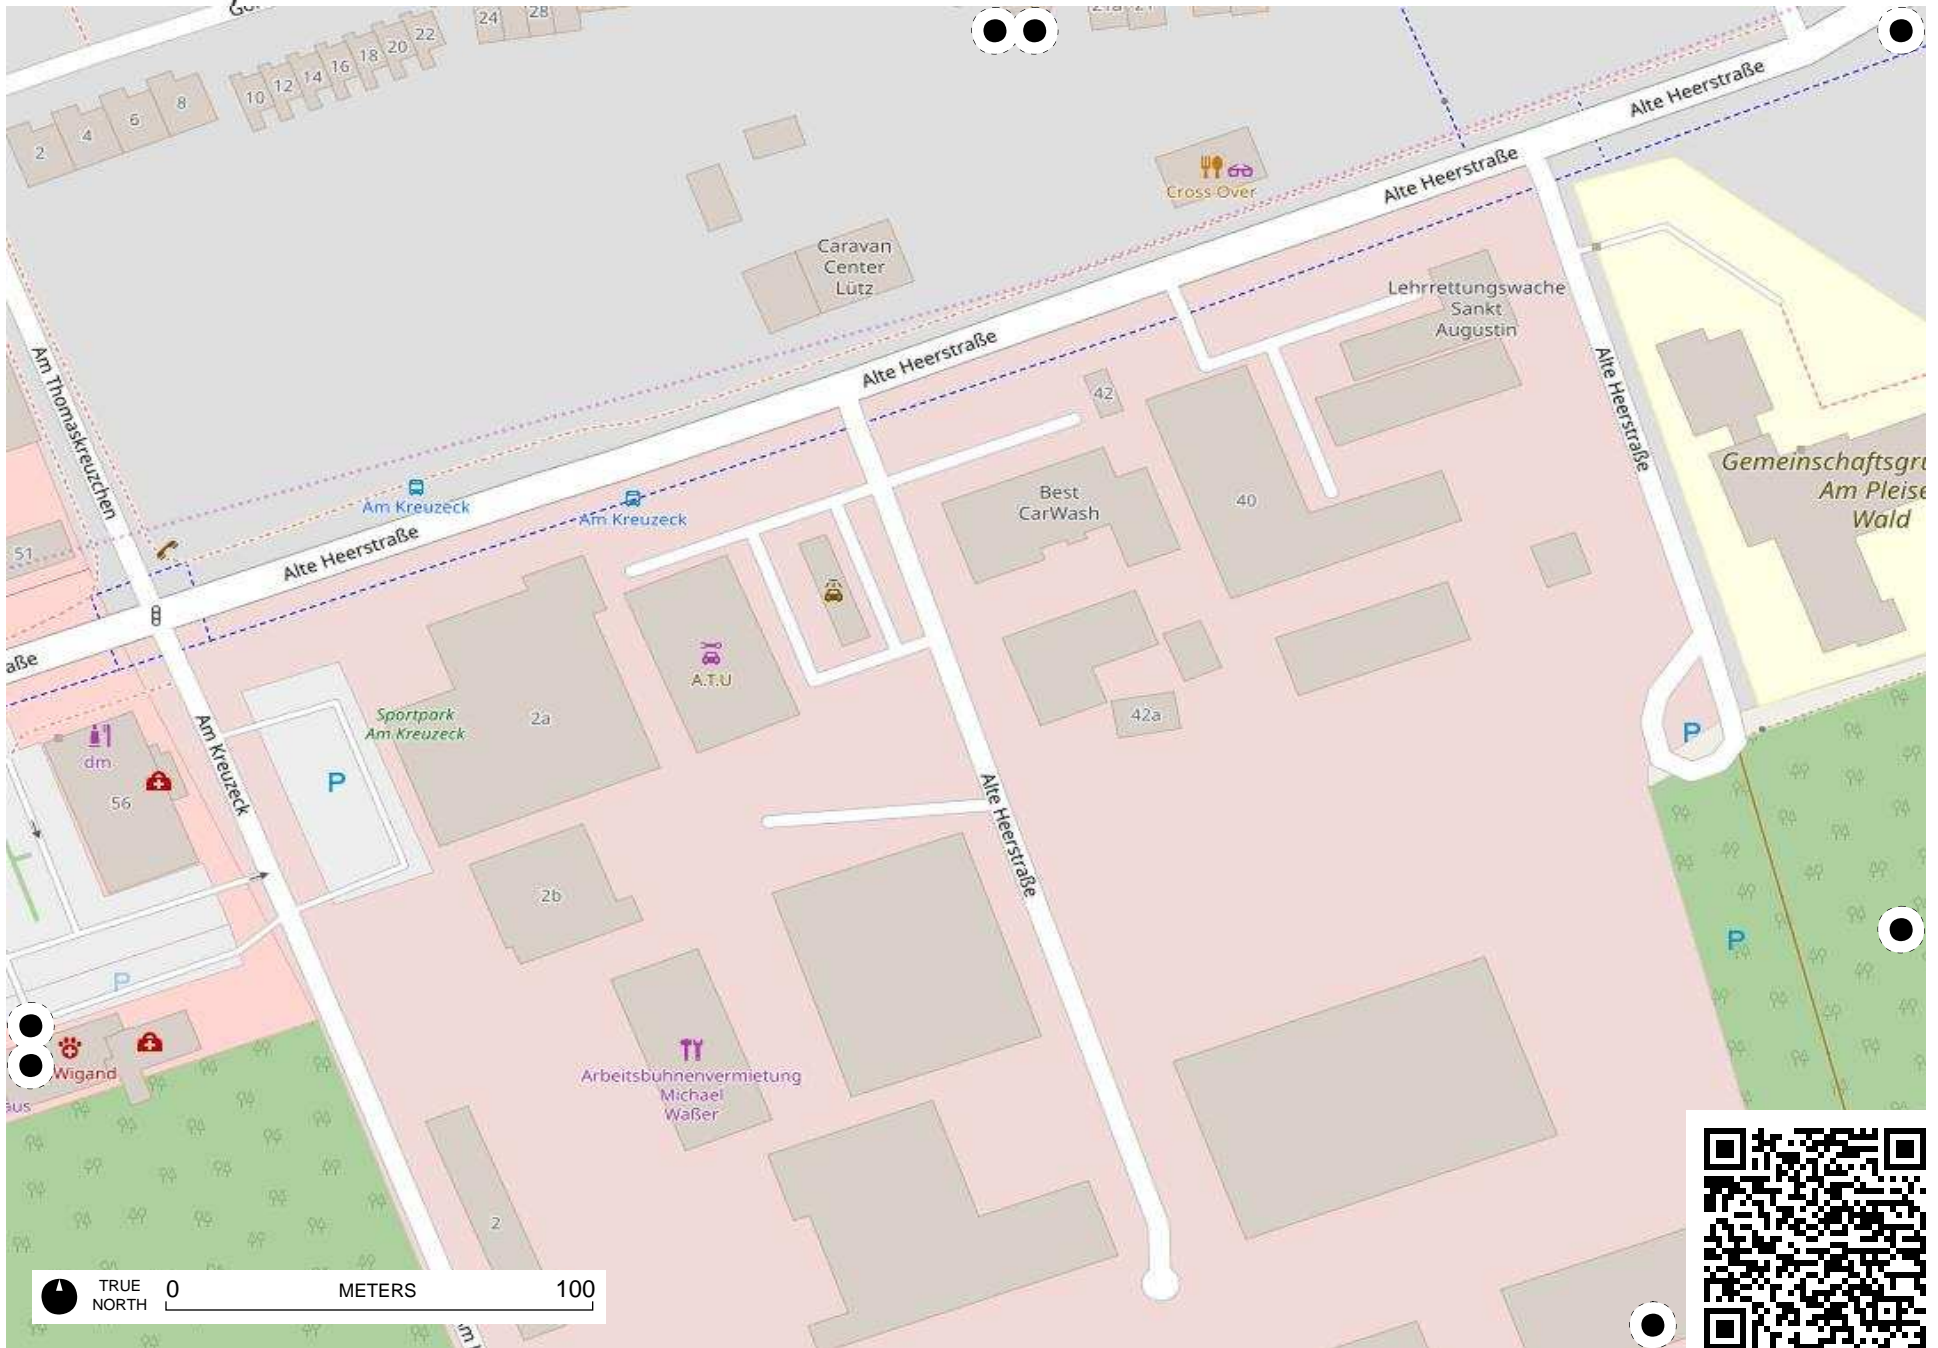 24
28
22
20
18
16
14
12
10
8
6
4
2
Alte Heerstraße
Alte Heerstraße
Alte Heerstraße
Cross Over
Caravan
Center
Lütz
Lehrrettungswache
Sankt
Augustin
Alte Heerstraße
Am Thomaskreuzchen
Alte Heerstraße
42
Gemeinschaftsgru
Am Pleise
Wald
Am Kreuzeck
Am Kreuzeck
Best
CarWash
40
51
Alte Heerstraße
aße
A.T.U
Sportpark
Am Kreuzeck
2a
42a
P
dm
Am Kreuzeck
P
56
Alte Heerstraße
2b
P
P
Wigand
aus
Arbeitsbuhnenvermietung
Michael
Waßer
2
TRUE
NORTH
0 METERS 100